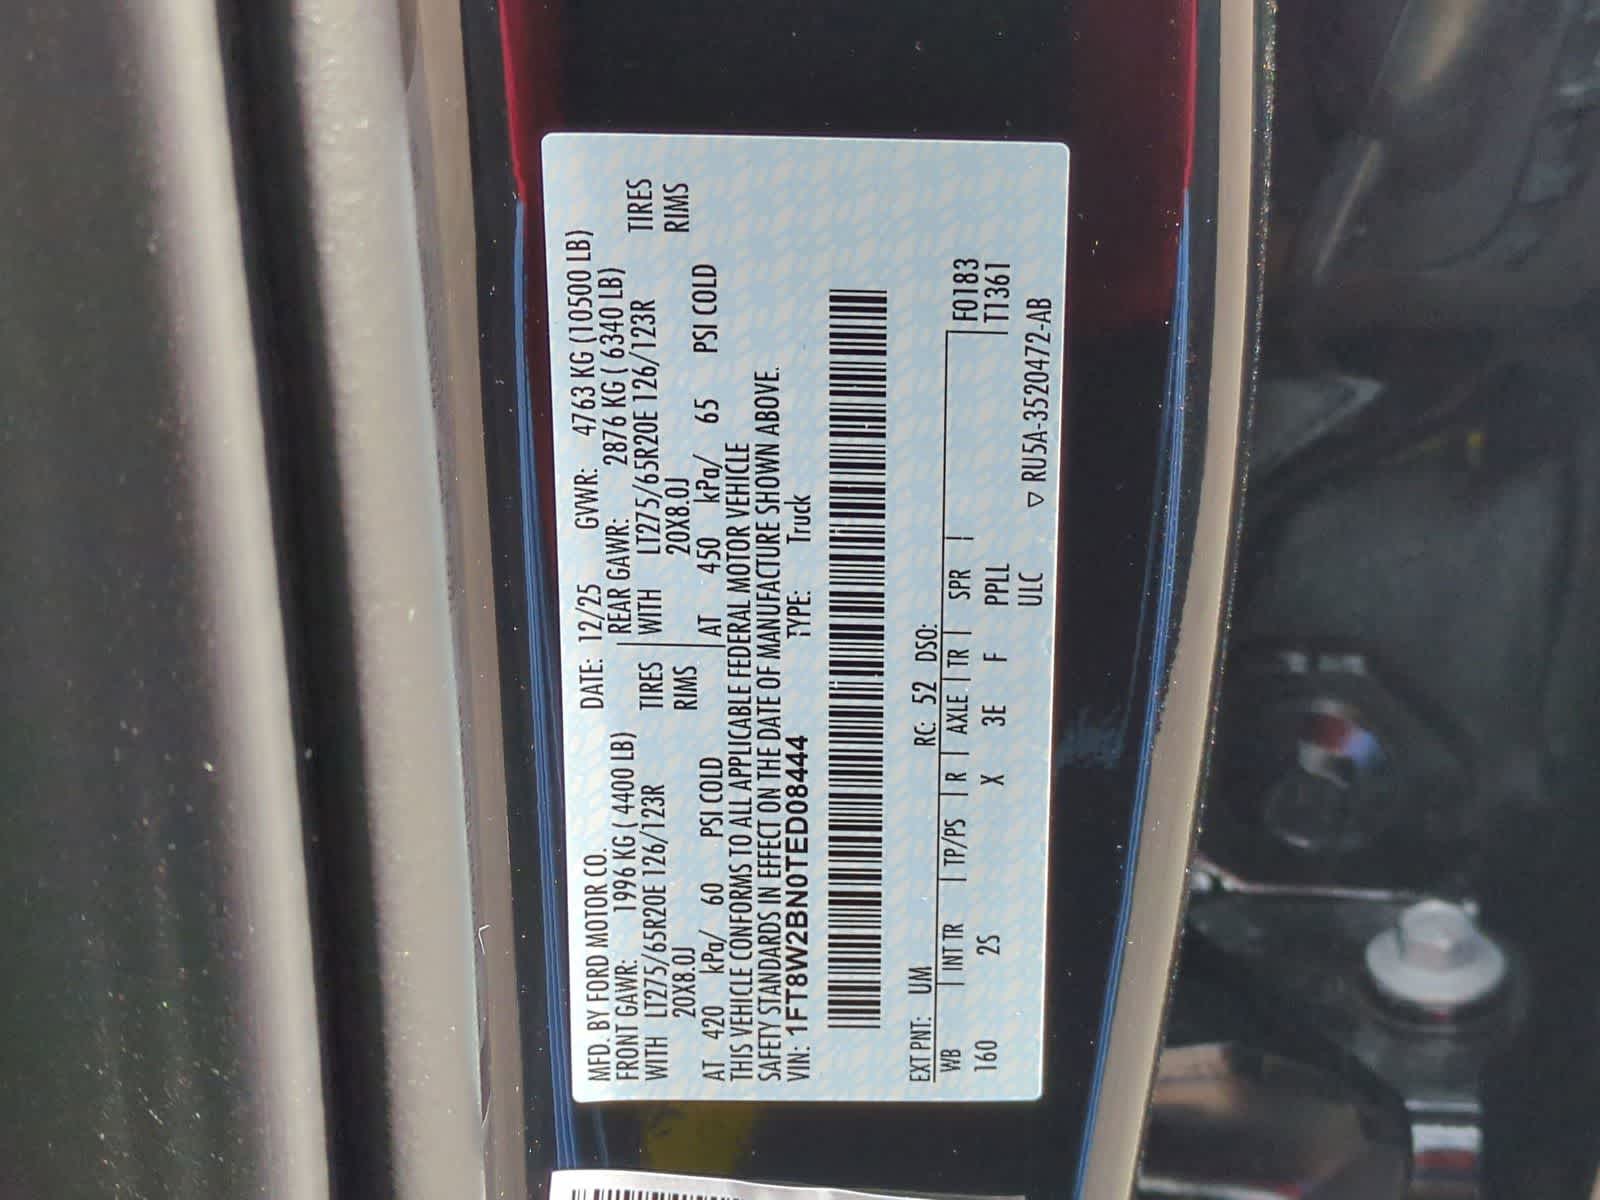 MFD. BY FORD MOTOR CO. DATE: 12/25 GVWR: 4763 KG (10500 LB)
FRONT GAWR: 1996 KG ( 4400 LB) REAR GAWR: 2876 KG ( 6340 LB)
WITH LT275/65R20E 126/123R TIRES WITH LT275/65R20E 126/123R TIRES
20X8.0J RIMS 20X8.0J RIMS
AT 420 kPa/ 60 PSI COLD AT 450 kPa/ 65 PSI COLD
THIS VEHICLE CONFORMS TO ALL APPLICABLE FEDERAL MOTOR VEHICLE
SAFETY STANDARDS IN EFFECT ON THE DATE OF MANUFACTURE SHOWN ABOVE.
VIN: 1FT8W2BN0TED08444 TYPE: Truck
EXT PNT: UM RC: 52 DSO:
WB INT TR TP/PS R AXLE TR SPR F0183
160 2S X 3E F PPLL T1361
ULC ▽ RU5A-3520472-AB